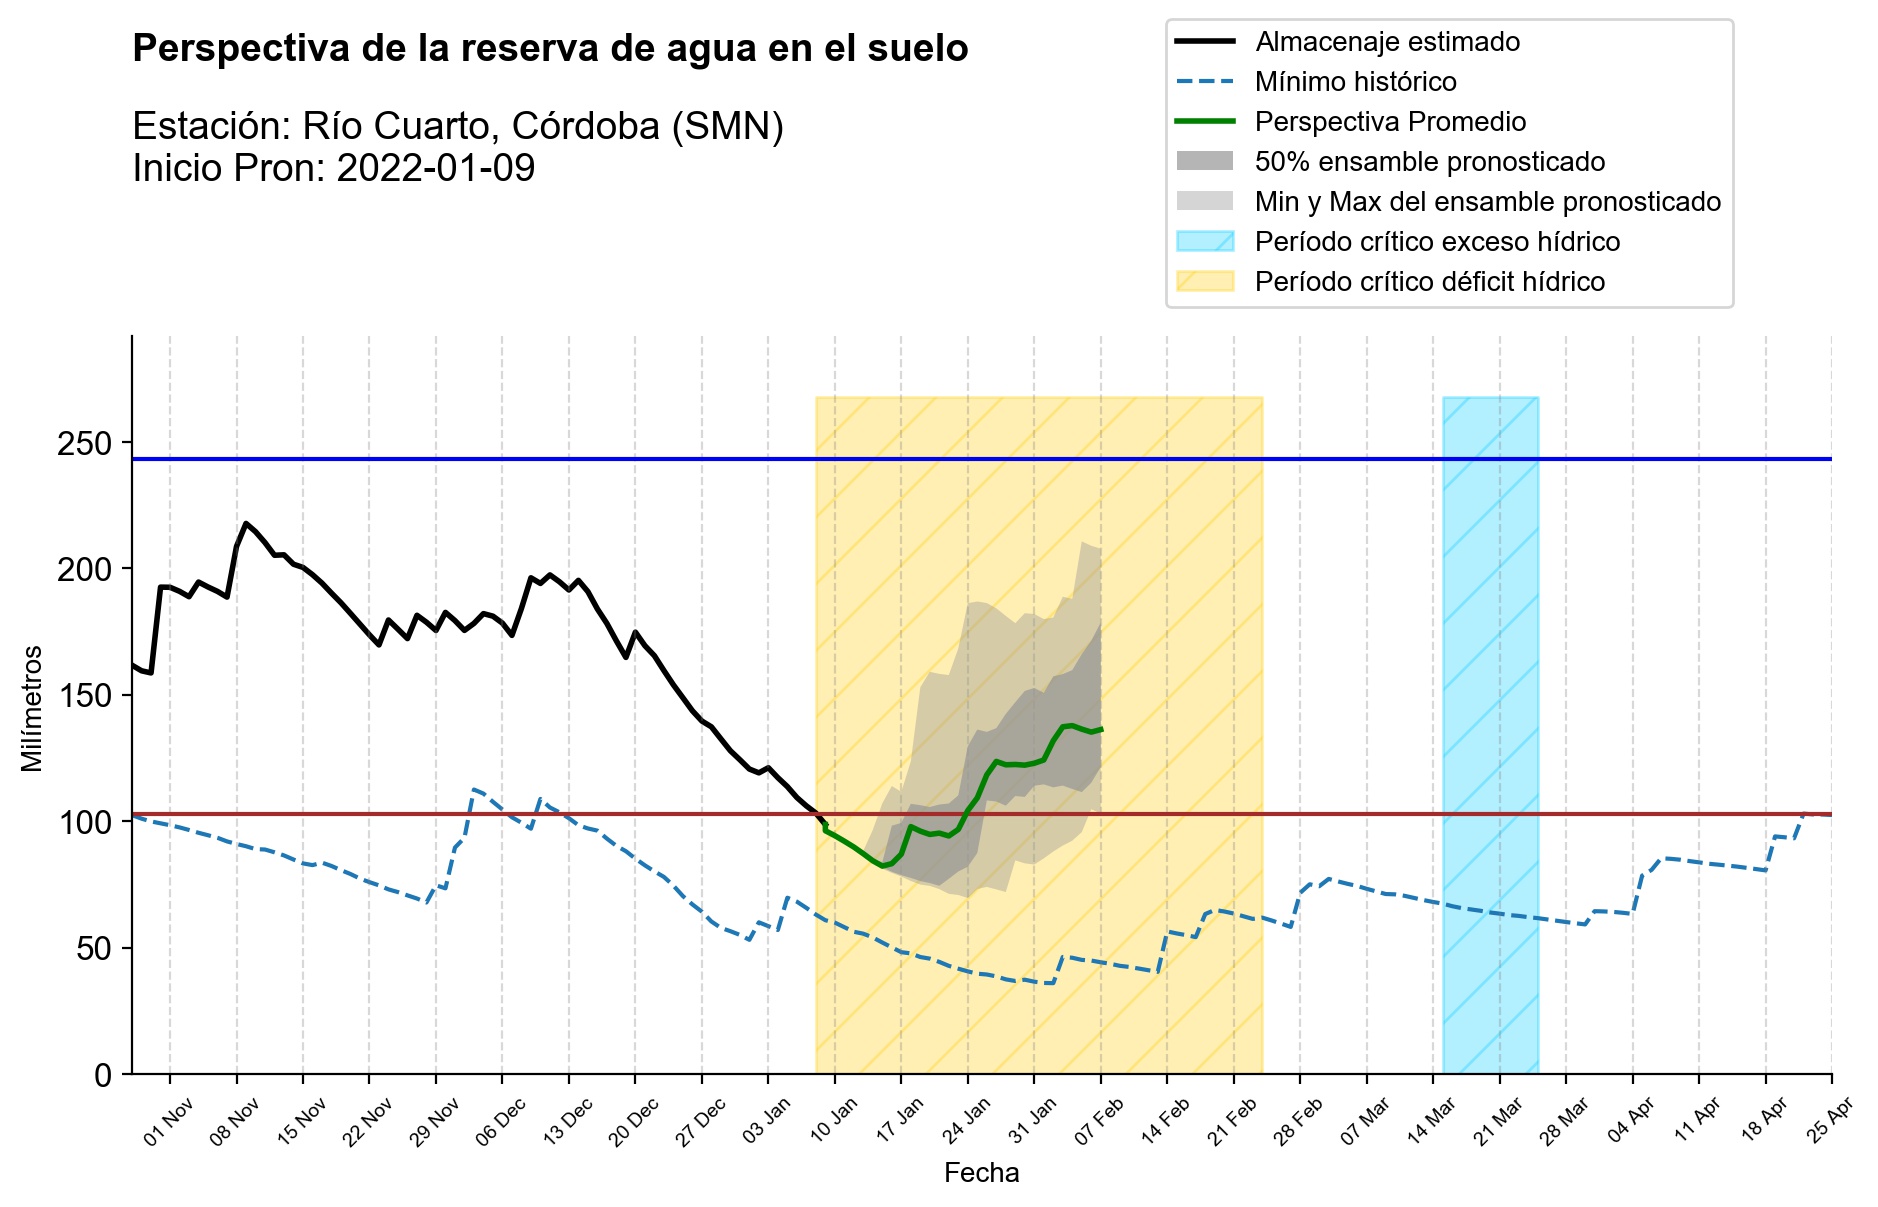 Perspectiva de la reserva de agua en el suelo
Estación: Río Cuarto, Córdoba (SMN)
Inicio Pron: 2022-01-09
Almacenaje estimado
Mínimo histórico
Perspectiva Promedio
50% ensamble pronosticado
Min y Max del ensamble pronosticado
Período crítico exceso hídrico
Período crítico déficit hídrico
Milímetros
250
200
150
100
50
0
01 Nov 08 Nov 15 Nov 22 Nov 29 Nov 06 Dec 13 Dec 20 Dec 27 Dec 03 Jan 10 Jan 17 Jan 24 Jan 31 Jan 07 Feb 14 Feb 21 Feb 28 Feb 07 Mar 14 Mar 21 Mar 28 Mar 04 Apr 11 Apr 18 Apr 25 Apr
Fecha